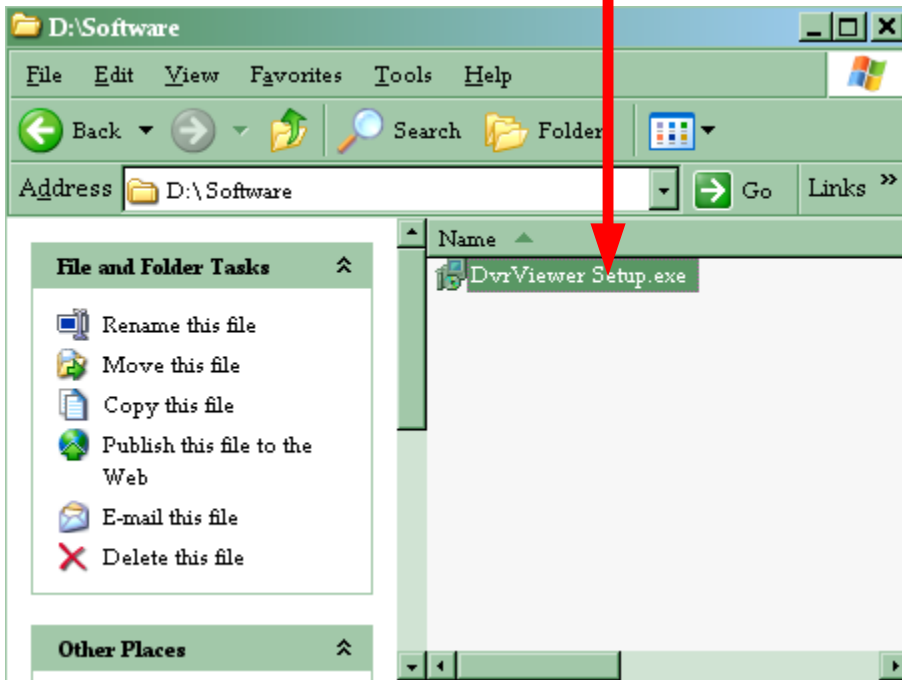 D:\Software
File Edit View Favorites Tools Help
Back Search Folder
Address D:\Software Go Links »
Name
File and Folder Tasks
DvrViewer Setup.exe
Rename this file
Move this file
Copy this file
Publish this file to the
Web
E-mail this file
Delete this file
Other Places